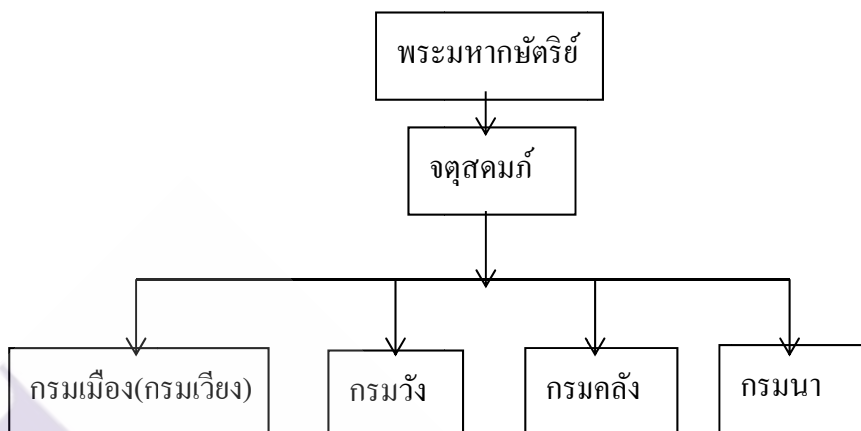 พระมหากษัตริย์
จตุสดมภ์
กรมเมือง(กรมเวียง)
กรมวัง
กรมคลัง
กรมนา